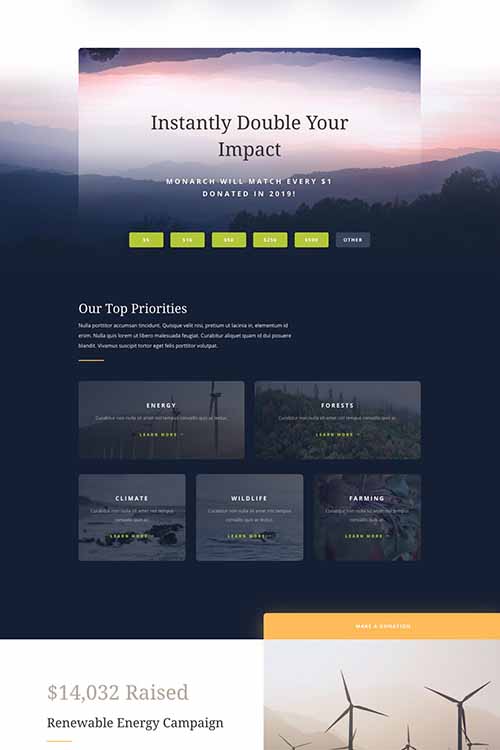 Instantly Double Your
Impact
MONARCH WILL MATCH EVERY $1
DONATED IN 2019!
$5 $10 $50 $250 $500 OTHER
Our Top Priorities
Nulla porttitor accumsan tincidunt. Quisque velit nisi, pretium ut lacinia in, elementum id
enim. Nulla quis lorem ut libero malesuada feugiat. Curabitur aliquet quam id dui posuere
blandit. Vivamus suscipit tortor eget felis porttitor volutpat.
ENERGY FORESTS
Curabitur non nulla sit amet nisl tempus convallis quis ac lectus. Curabitur non nulla sit amet nisl tempus convallis quis ac
LEARN MORE LEARN MORE
CLIMATE WILDLIFE FARMING
Curabitur non nulla sit amet nisl tempus Curabitur non nulla sit amet nisl tempus Curabitur non nulla sit amet nisl tempus
convallis quis ac convallis quis ac lectus. convallis quis ac
LEARN MORE LEARN MORE LEARN MORE
MAKE A DONATION
$14,032 Raised
Renewable Energy Campaign